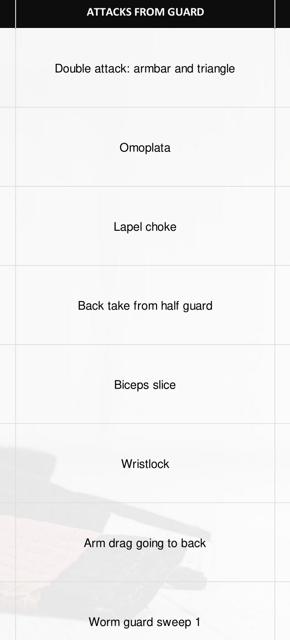 ATTACKS FROM GUARD
Double attack: armbar and triangle
Omoplata
Lapel choke
Back take from half guard
Biceps slice
Wristlock
Arm drag going to back
Worm guard sweep 1